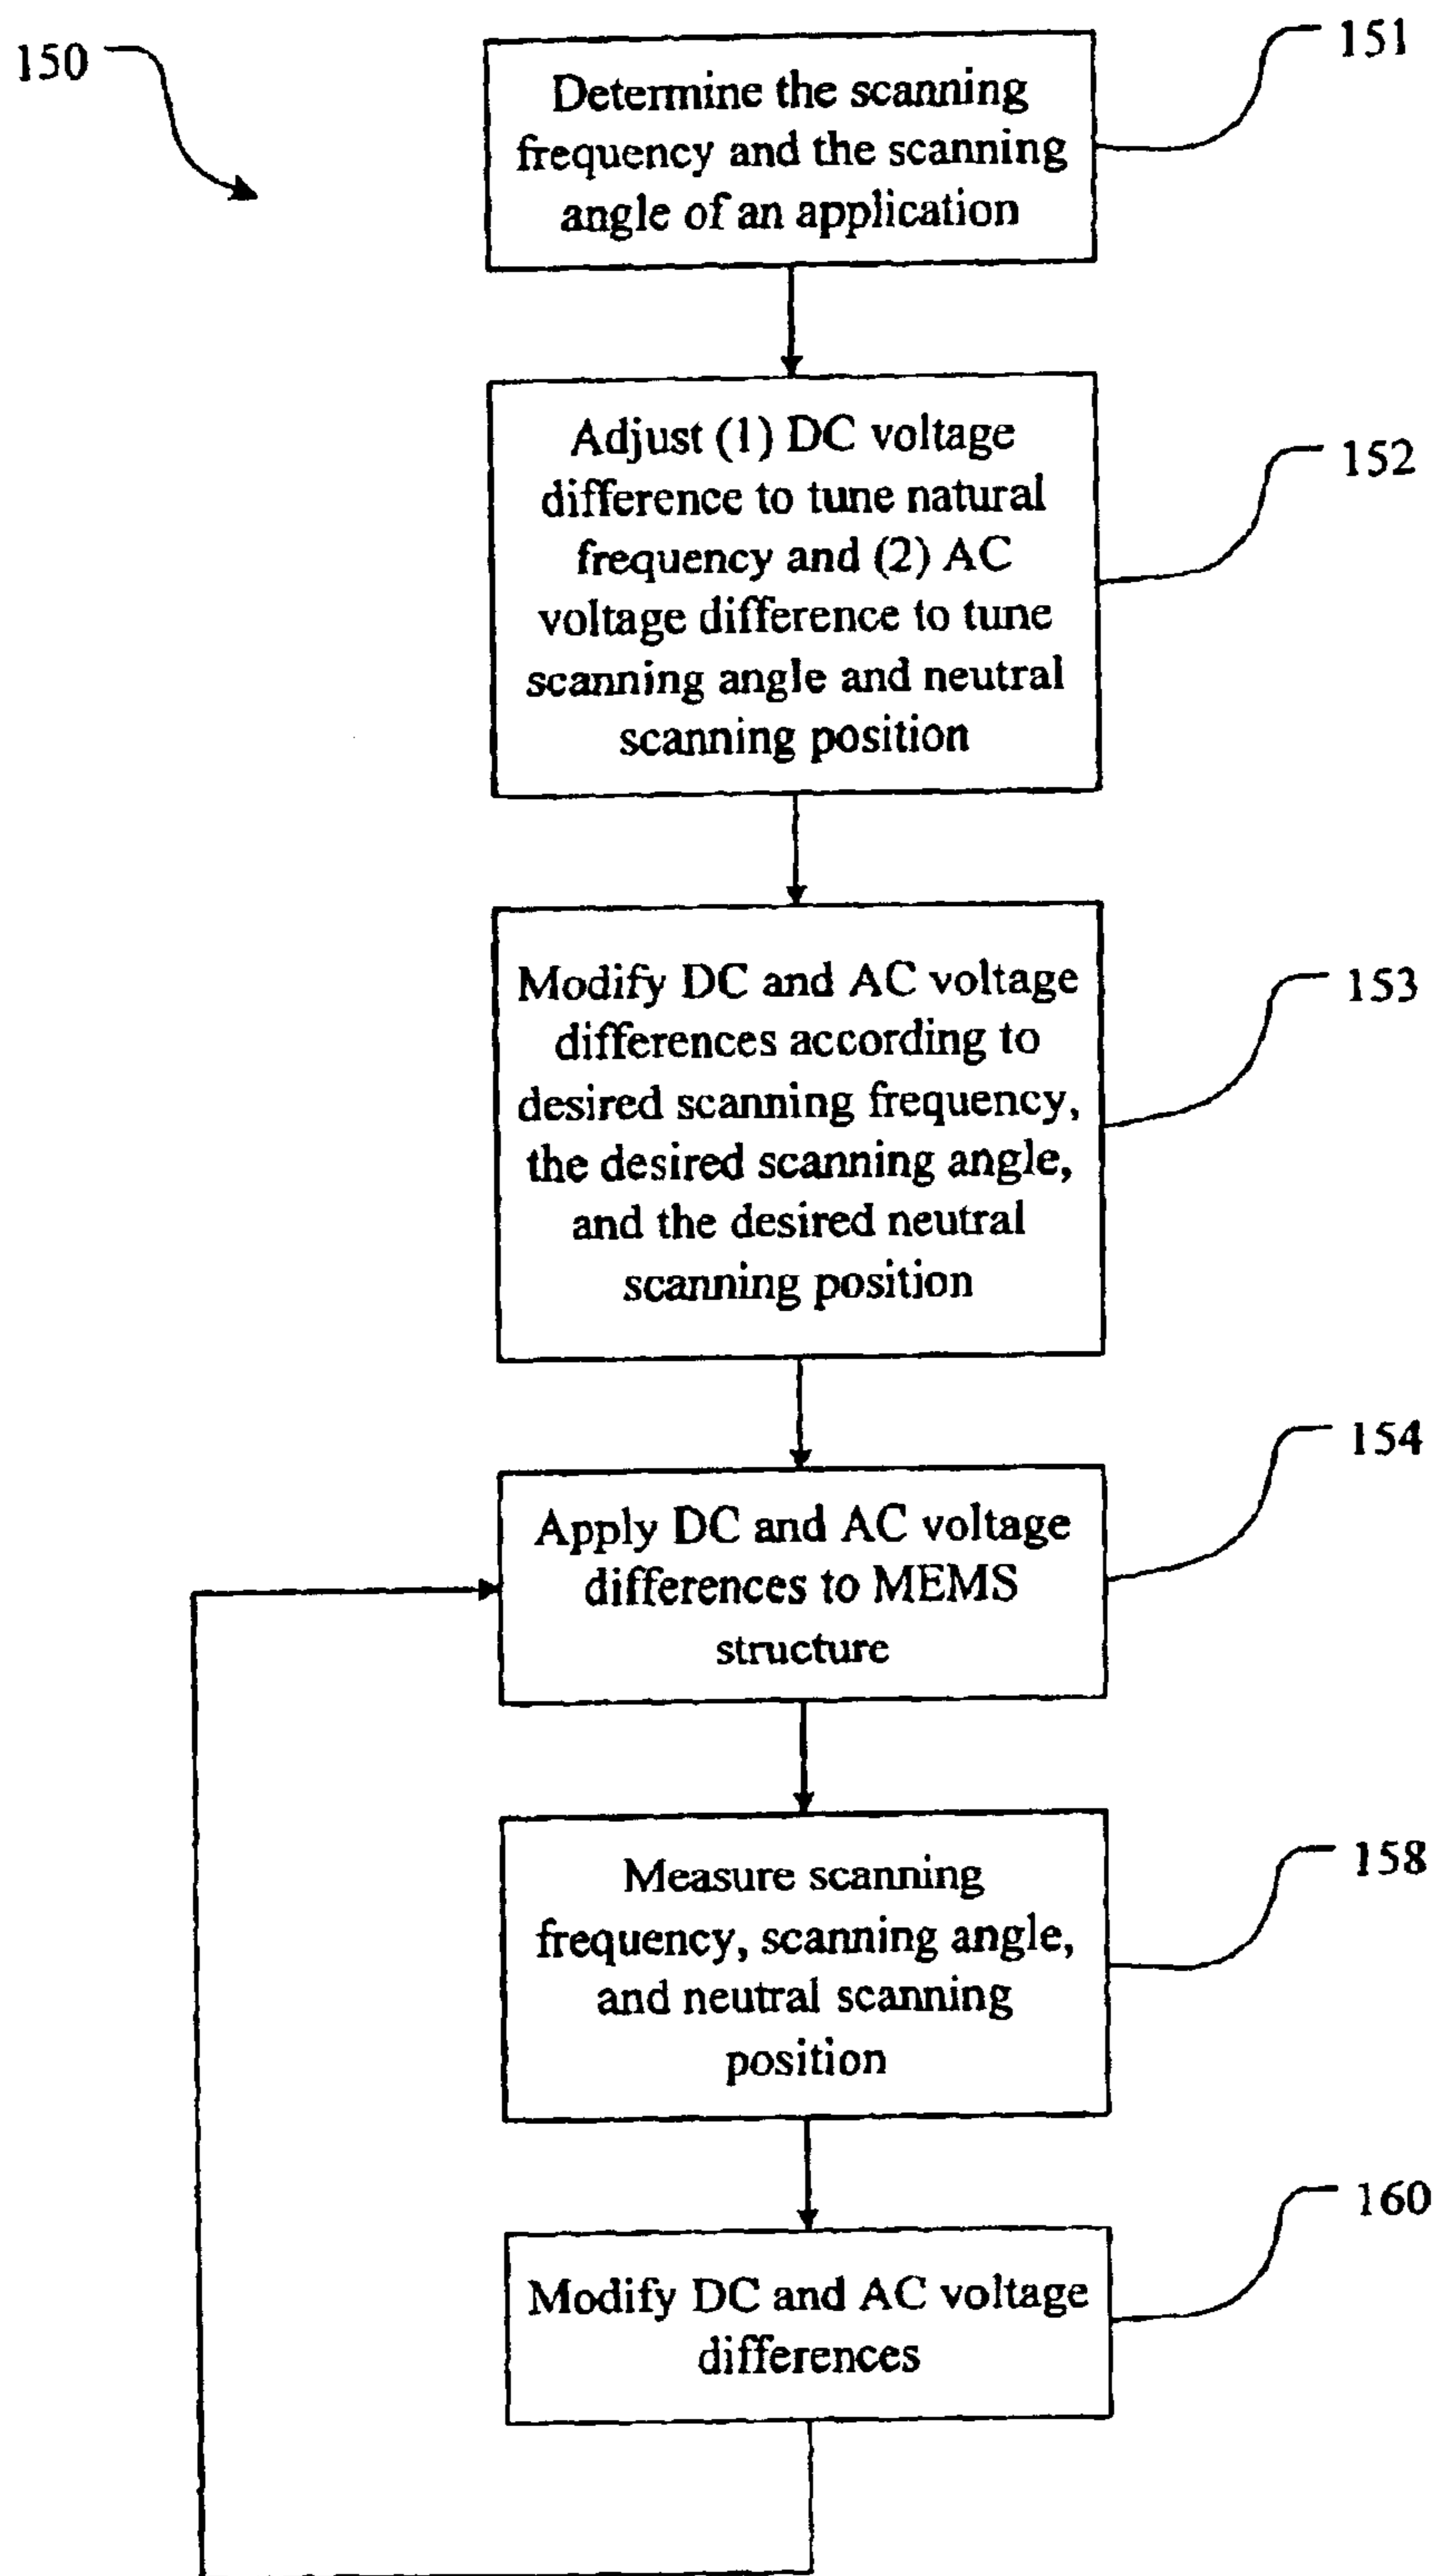 150
151
Determine the scanning
frequency and the scanning
angle of an application
152
Adjust (1) DC voltage
difference to tune natural
frequency and (2) AC
voltage difference to tune
scanning angle and neutral
scanning position
153
Modify DC and AC voltage
differences according to
desired scanning frequency,
the desired scanning angle,
and the desired neutral
scanning position
154
Apply DC and AC voltage
differences to MEMS
structure
158
Measure scanning
frequency, scanning angle,
and neutral scanning
position
160
Modify DC and AC voltage
differences